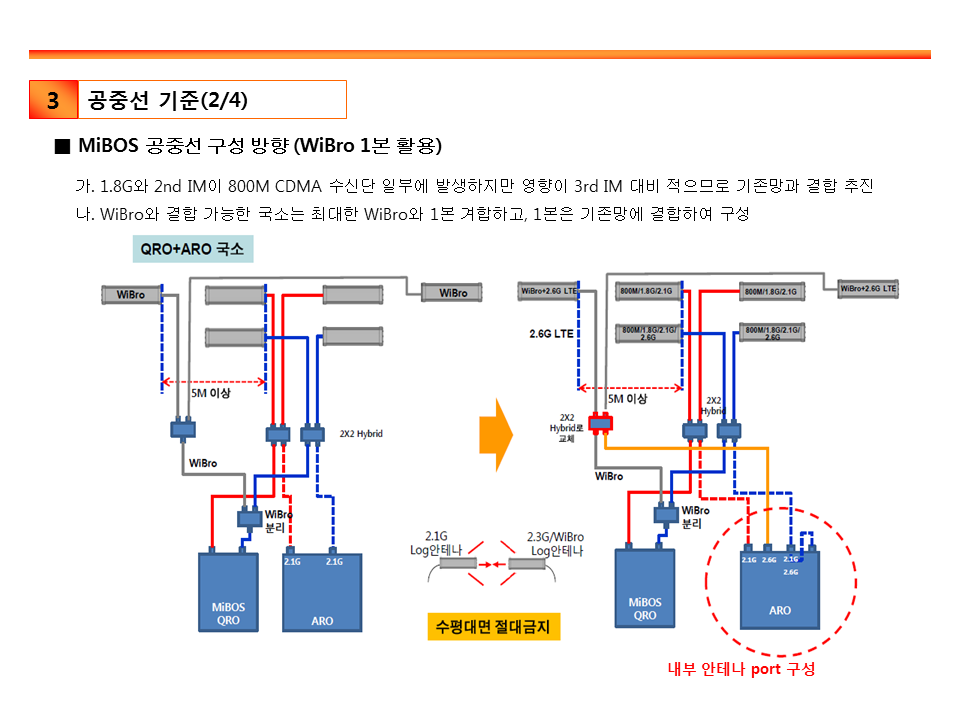 3
공중선 기준(2/4)
■ MiBOS 공중선 구성 방향 (WiBro 1본 활용)
가. 1.8G와 2nd IM이 800M CDMA 수신단 일부에 발생하지만 영향이 3rd IM 대비 적으므로 기존망과 결합 추진
나. WiBro와 결합 가능한 국소는 최대한 WiBro와 1본 겨합하고, 1본은 기존망에 결합하여 구성
QRO+ARO 국소
WiBro
WiBro
5M 이상
2X2 Hybrid
WiBro
WiBro
분리
2.1G
2.1G
MiBOS
QRO
ARO
2.1G
Log안테나
2.3G/WiBro
Log안테나
수평대면 절대금지
WiBro+2.6G LTE
800M/1.8G/2.1G
800M/1.8G/2.1G
WiBro+2.6G LTE
2.6G LTE
800M/1.8G/2.1G/
2.6G
800M/1.8G/2.1G/
2.6G
5M 이상
2X2
Hybrid로
교체
2X2
Hybrid
WiBro
WiBro
분리
2.1G
2.6G
2.1G
2.6G
MiBOS
QRO
ARO
내부 안테나 port 구성